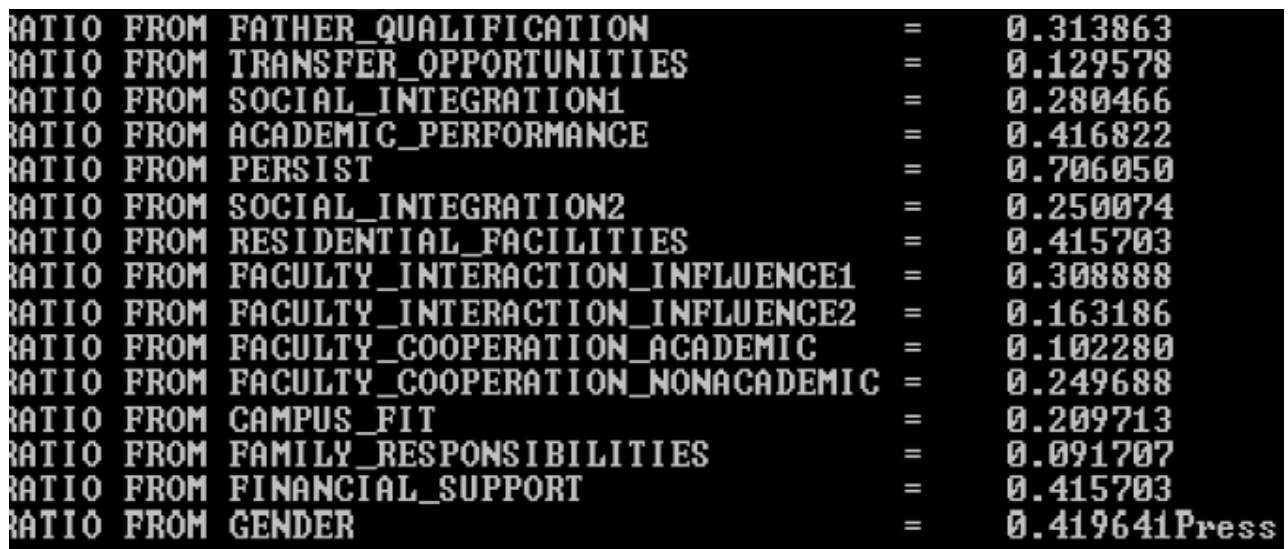 RATIO FROM FATHER_QUALIFICATION = 0.313863
RATIO FROM TRANSFER_OPPORTUNITIES = 0.129578
RATIO FROM SOCIAL_INTEGRATION1 = 0.280466
RATIO FROM ACADEMIC_PERFORMANCE = 0.416822
RATIO FROM PERSIST = 0.706050
RATIO FROM SOCIAL_INTEGRATION2 = 0.250074
RATIO FROM RESIDENTIAL_FACILITIES = 0.415703
RATIO FROM FACULTY_INTERACTION_INFLUENCE1 = 0.308888
RATIO FROM FACULTY_INTERACTION_INFLUENCE2 = 0.163186
RATIO FROM FACULTY_COOPERATION_ACADEMIC = 0.102280
RATIO FROM FACULTY_COOPERATION_NONACADEMIC = 0.249688
RATIO FROM CAMPUS_FIT = 0.209713
RATIO FROM FAMILY_RESPONSIBILITIES = 0.091707
RATIO FROM FINANCIAL_SUPPORT = 0.415703
RATIO FROM GENDER = 0.419641Press